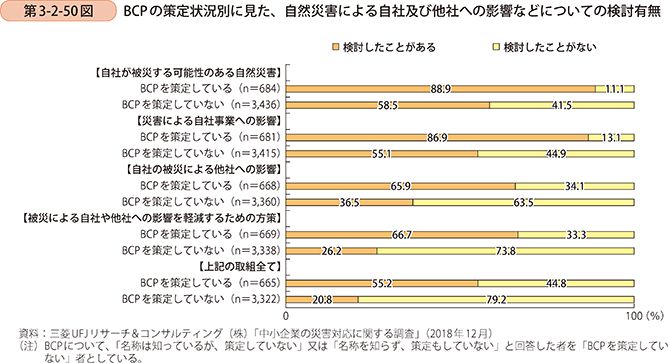 第3-2-50図 BCPの策定状況別に見た、自然災害による自社及び他社への影響などについての検討有無
検討したことがある 検討したことがない
【自社が被災する可能性のある自然災害】
BCPを策定している（n＝684） 88.9 11.1
BCPを策定していない（n＝3,436） 58.5 41.5
【災害による自社事業への影響】
BCPを策定している（n＝681） 86.9 13.1
BCPを策定していない（n＝3,415） 55.1 44.9
【自社の被災による他社への影響】
BCPを策定している（n＝668） 65.9 34.1
BCPを策定していない（n＝3,360） 36.5 63.5
【被災による自社や他社への影響を軽減するための方策】
BCPを策定している（n＝669） 66.7 33.3
BCPを策定していない（n＝3,338） 26.2 73.8
【上記の取組全て】
BCPを策定している（n＝665） 55.2 44.8
BCPを策定していない（n＝3,322） 20.8 79.2
0 100（％）
資料：三菱UFJリサーチ＆コンサルティング（株）「中小企業の災害対応に関する調査」（2018年12月）
（注）BCPについて、「名称は知っているが、策定していない」又は「名称を知らず、策定もしていない」と回答した者を「BCPを策定してい
ない」者としている。